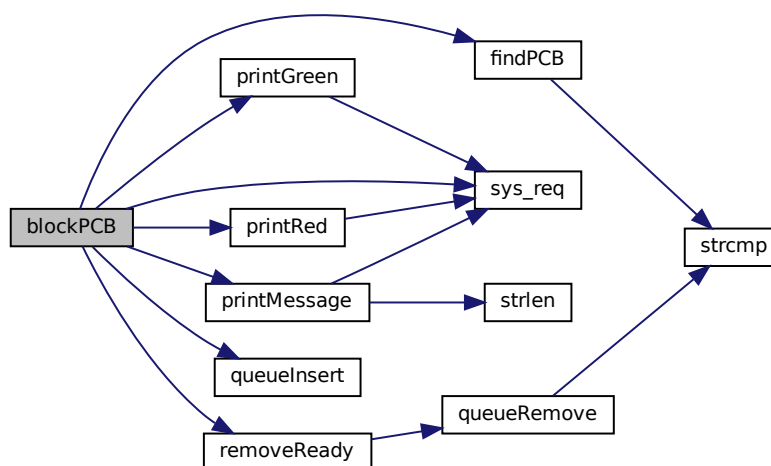 findPCB
printGreen
sys_req
blockPCB
printRed
strcmp
printMessage
strlen
queueInsert
queueRemove
removeReady